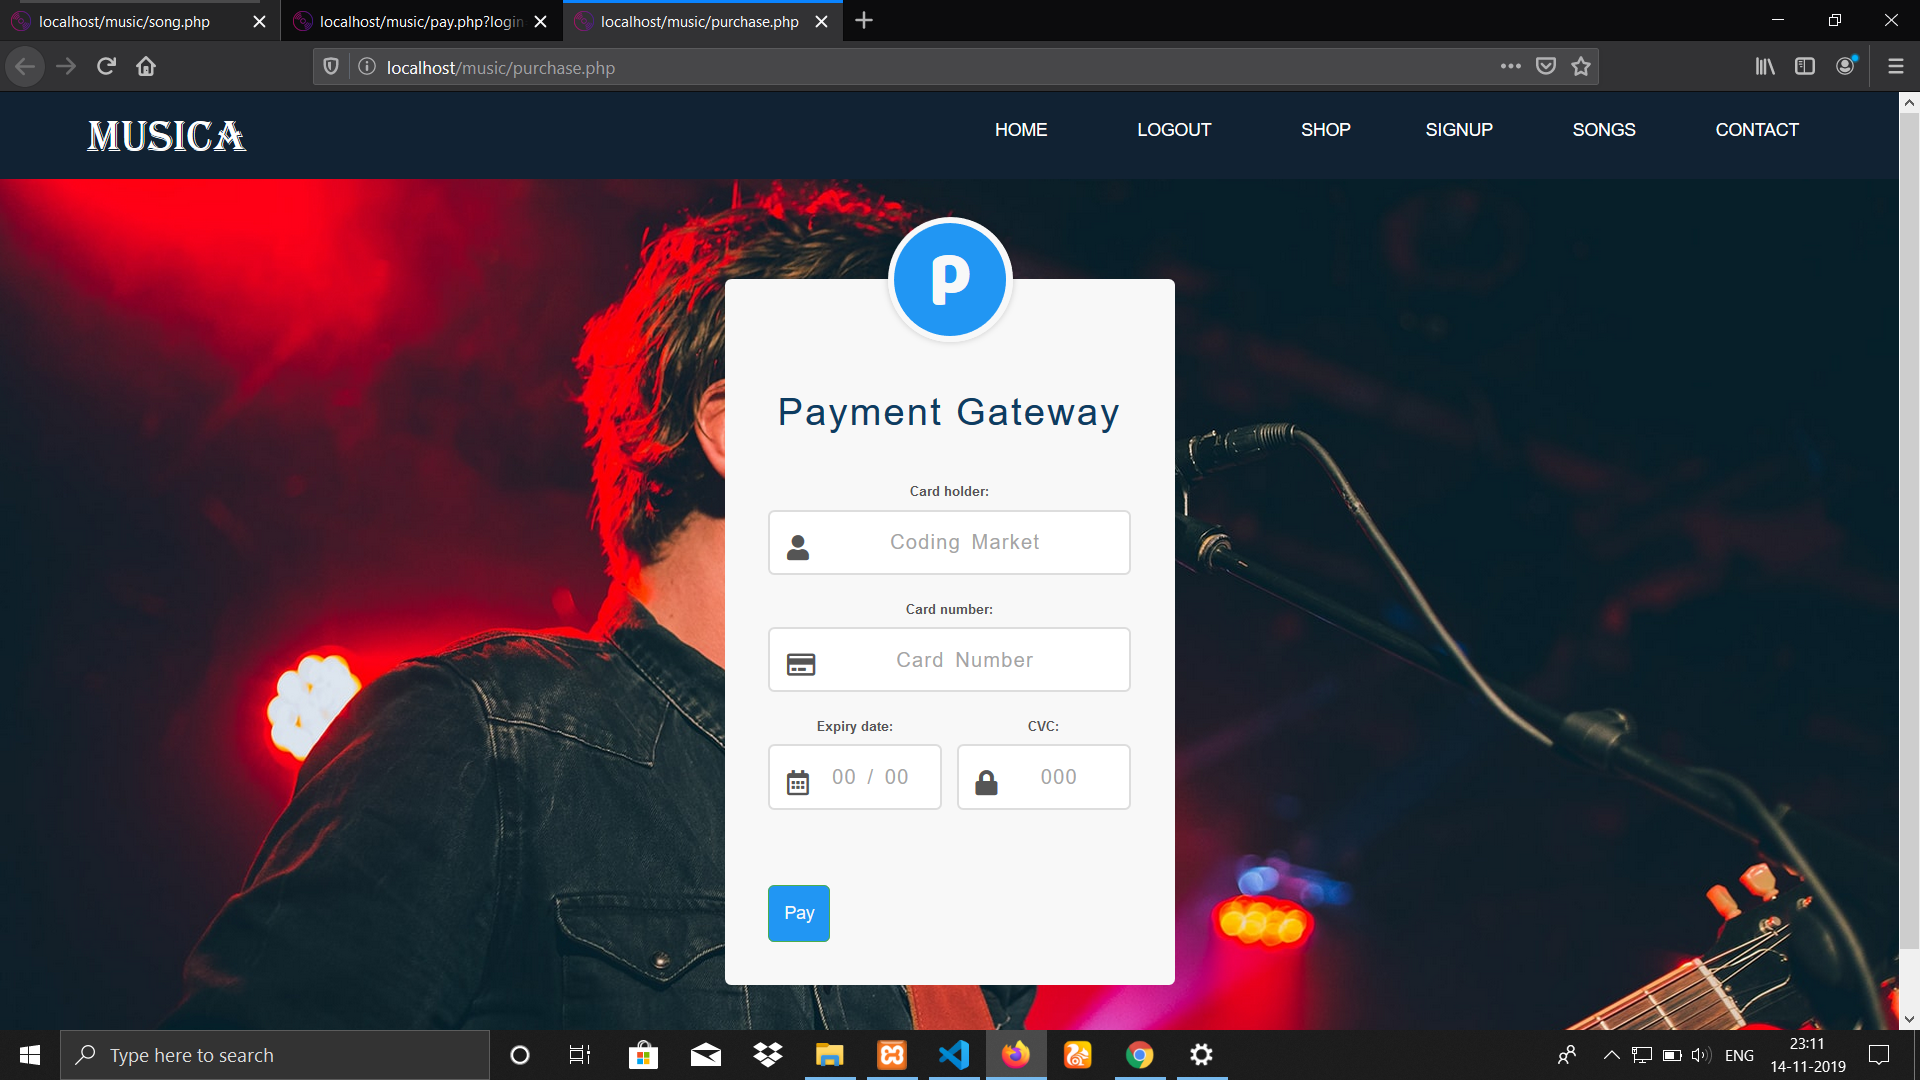 localhost/music/song.php
localhost/music/pay.php?login
localhost/music/purchase.php
localhost/music/purchase.php
MUSICA
HOME LOGOUT SHOP SIGNUP SONGS CONTACT
P
Payment Gateway
Card holder:
Coding Market
Card number:
Card Number
Expiry date: CVC:
00 / 00 000
Pay
Type here to search
ENG
23:11
14-11-2019